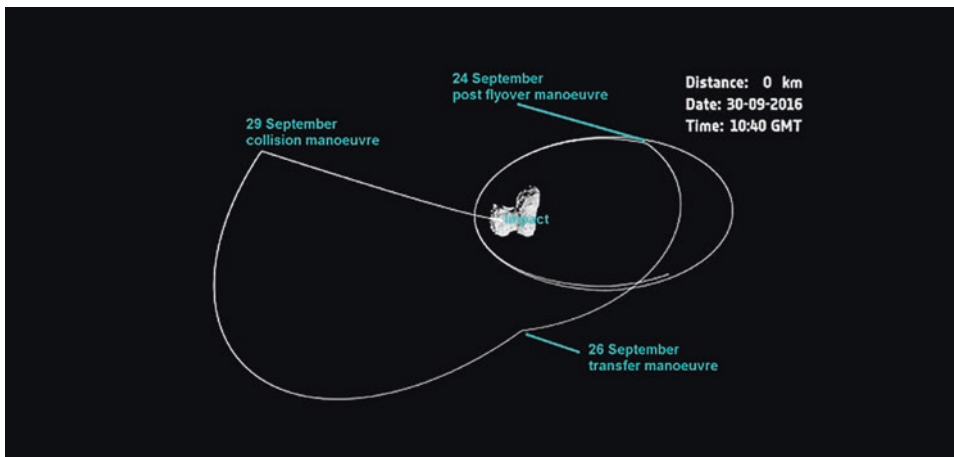 24 September
post flyover manoeuvre
Distance: 0 km
Date: 30-09-2016
Time: 10:40 GMT
29 September
collision manoeuvre
Impact
26 September
transfer manoeuvre